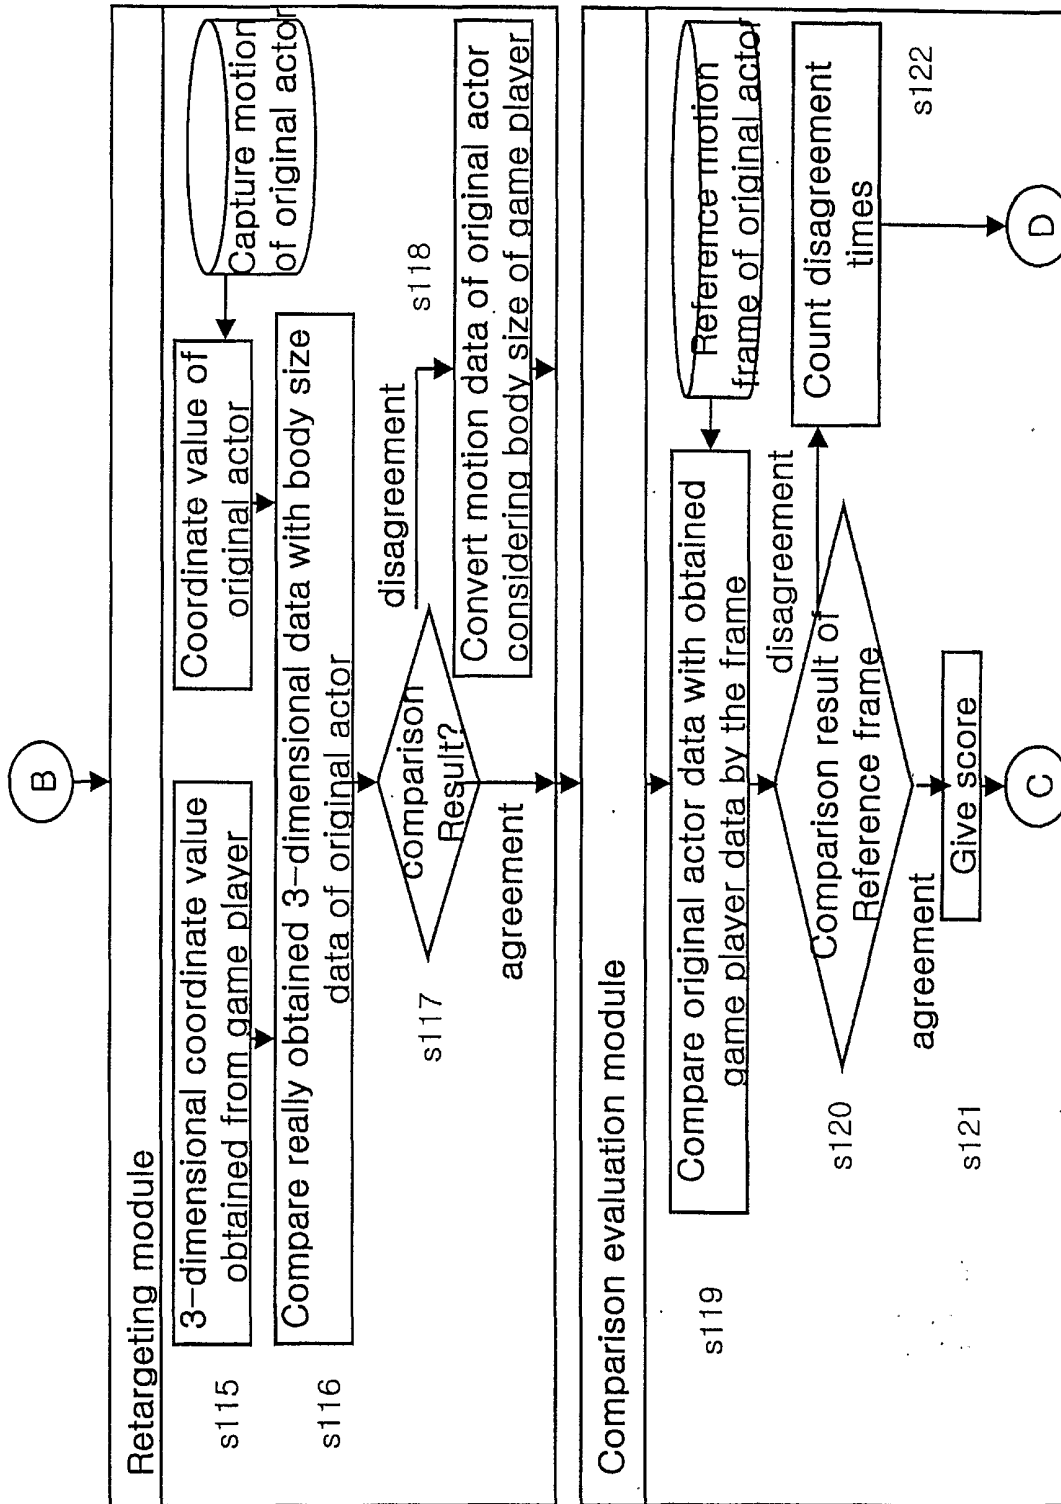 B
Retargeting module
s115
3-dimensional coordinate value
obtained from game player
Coordinate value of
original actor
Capture motion
of original actor
s116
Compare really obtained 3-dimensional data with body size
data of original actor
s117
comparison
Result?
disagreement
s118
Convert motion data of original actor
considering body size of game player
agreement
Comparison evaluation module
s119
Compare original actor data with obtained
game player data by the frame
Reference motion
frame of original actor
s120
Comparison result of
Reference frame
disagreement
Count disagreement
times
s122
agreement
s121
Give score
C
D